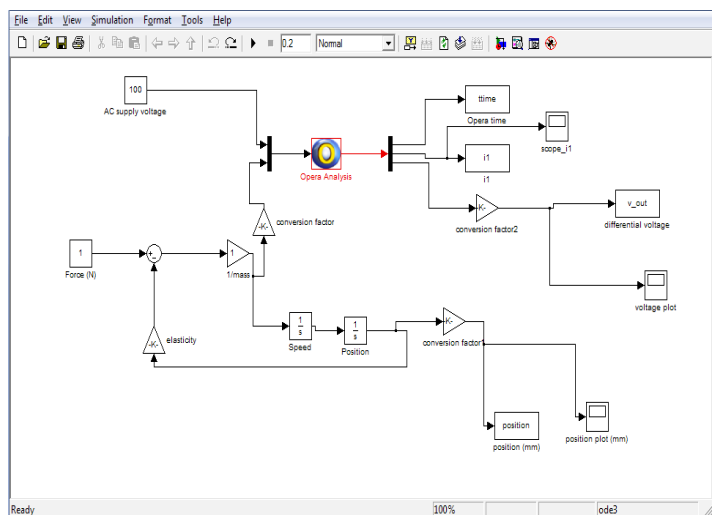 File Edit View Simulation Format Tools Help
0.2 Normal
100
AC supply voltage
ttime
Opera time
scope_i1
Opera Analysis
i1
i1
-K-
conversion factor
-K-
conversion factor2
v_out
differential voltage
1
Force (N)
+
-
1
1/mass
voltage plot
1
s
Speed
1
s
Position
-K-
conversion factor1
-K-
elasticity
position
position (mm)
position plot (mm)
Ready 100% ode3